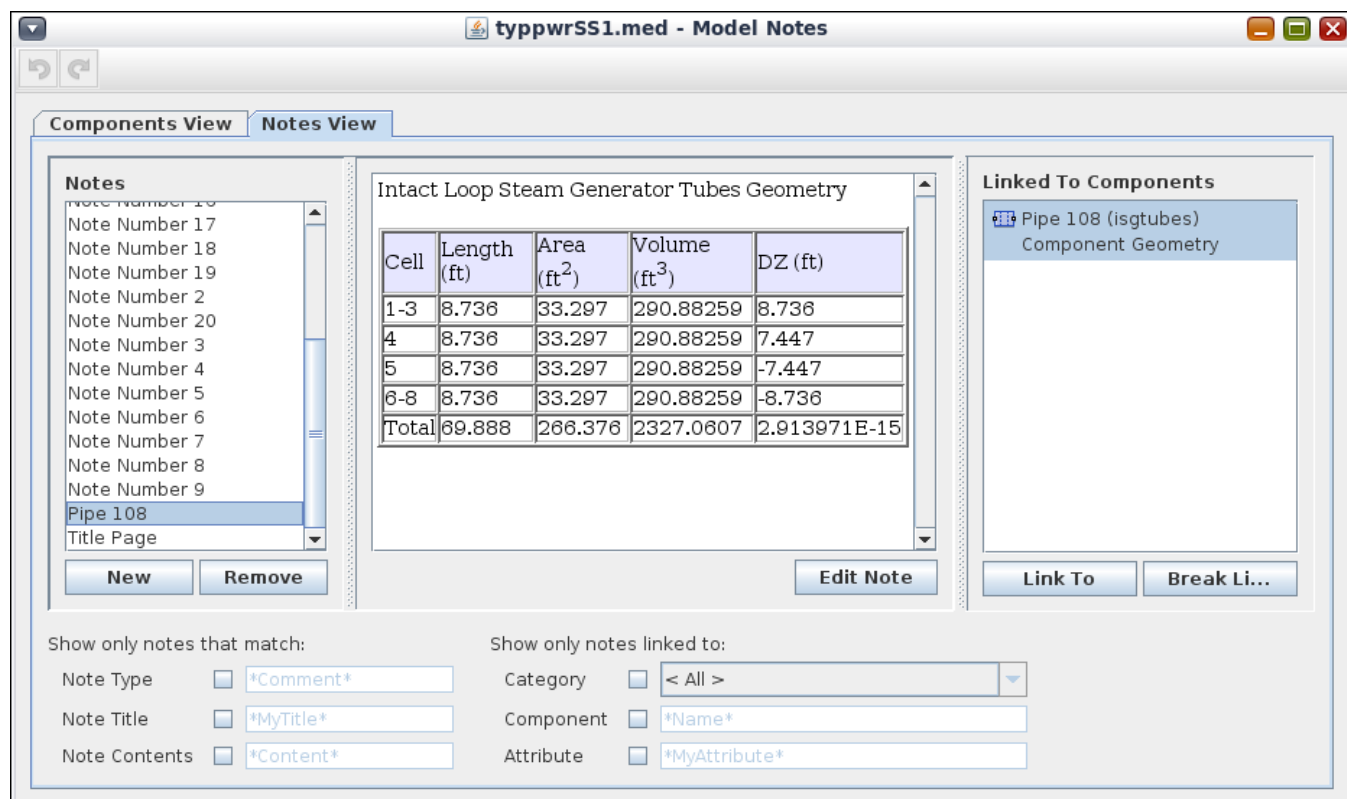 typpwrSS1.med - Model Notes
Components View
Notes View
Notes
Note Number 16
Note Number 17
Note Number 18
Note Number 19
Note Number 2
Note Number 20
Note Number 3
Note Number 4
Note Number 5
Note Number 6
Note Number 7
Note Number 8
Note Number 9
Pipe 108
Title Page
New Remove
Intact Loop Steam Generator Tubes Geometry
Cell Length (ft) Area (ft2) Volume (ft3) DZ (ft)
1-3 8.736 33.297 290.88259 8.736
4 8.736 33.297 290.88259 7.447
5 8.736 33.297 290.88259 -7.447
6-8 8.736 33.297 290.88259 -8.736
Total 69.888 266.376 2327.0607 2.913971E-15
Edit Note
Linked To Components
Pipe 108 (isgtubes)
Component Geometry
Link To Break Li...
Show only notes that match:
Note Type *Comment*
Note Title *MyTitle*
Note Contents *Content*
Show only notes linked to:
Category < All >
Component *Name*
Attribute *MyAttribute*